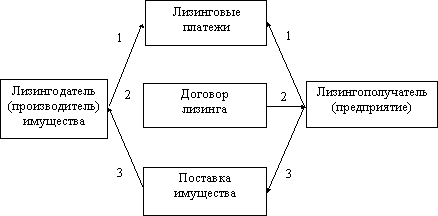 Лизинговые
платежи
1
1
Лизингодатель
(производитель)
имущества
2
Договор
лизинга
2
Лизингополучатель
(предприятие)
3
Поставка
имущества
3